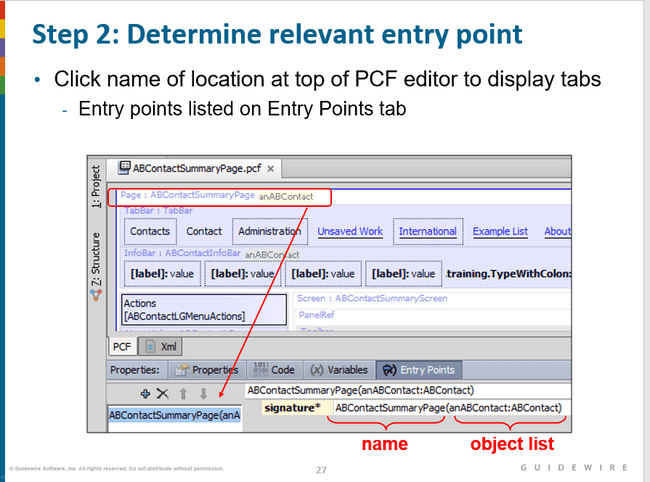 Step 2: Determine relevant entry point
• Click name of location at top of PCF editor to display tabs
- Entry points listed on Entry Points tab
1: Project
Z: Structure
ABContactSummaryPage.pcf ×
Page : ABContactSummaryPage anABContact
TabBar : TabBar
Contacts Contact Administration Unsaved Work International Example List About
InfoBar : ABContactInfoBar anABContact
[label]: value [label]: value [label]: value [label]: value .training.TypeWithColon:
Actions
[ABContactLGMenuActions]
Screen : ABContactSummaryScreen
PanelRef
PCF Xml
Properties: Properties Code (x) Variables Entry Points
ABContactSummaryPage(anABContact:ABContact)
ABContactSummaryPage(anA
signature* ABContactSummaryPage(anABContact:ABContact)
name object list
© Guidewire Software, Inc. All rights reserved. Do not distribute without permission.
27
GUIDEWIRE